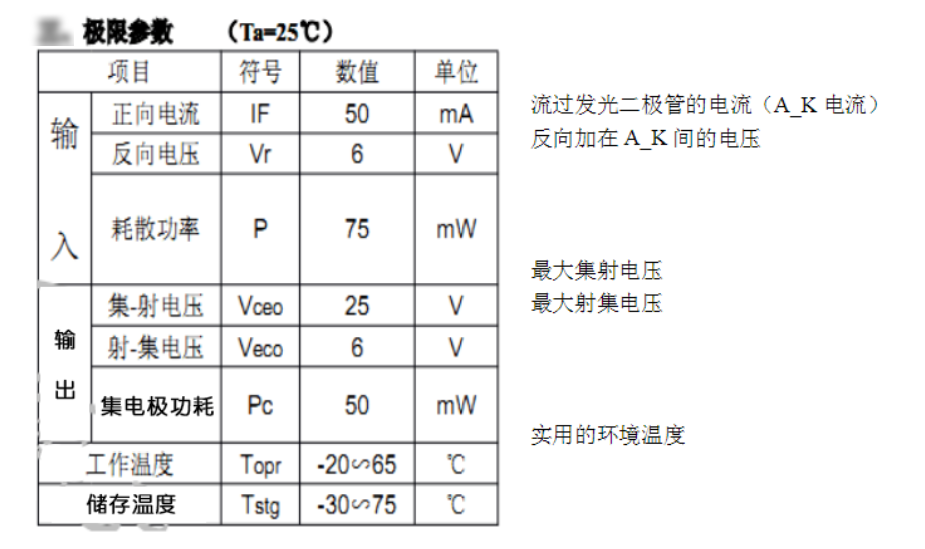 极限参数 （Ta=25℃）
项目 符号 数值 单位
输入
正向电流 IF 50 mA
反向电压 Vr 6 V
耗散功率 P 75 mW
输出
集-射电压 Vceo 25 V
射-集电压 Veco 6 V
集电极功耗 Pc 50 mW
工作温度 Topr -20∽65 ℃
储存温度 Tstg -30∽75 ℃
流过发光二极管的电流（A_K 电流）
反向加在 A_K 间的电压
最大集射电压
最大射集电压
实用的环境温度